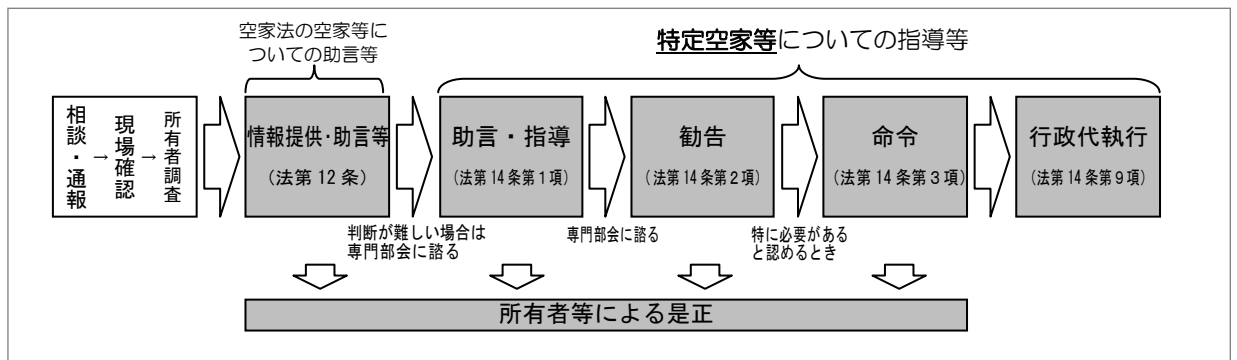 空家法の空家等に
ついての助言等
特定空家等についての指導等
相談・通報
→
現場確認
→
所有者調査
情報提供・助言等
（法第12条）
助言・指導
（法第14条第1項）
勧告
（法第14条第2項）
命令
（法第14条第3項）
行政代執行
（法第14条第9項）
判断が難しい場合は
専門部会に諮る
専門部会に諮る
特に必要がある
と認めるとき
所有者等による是正